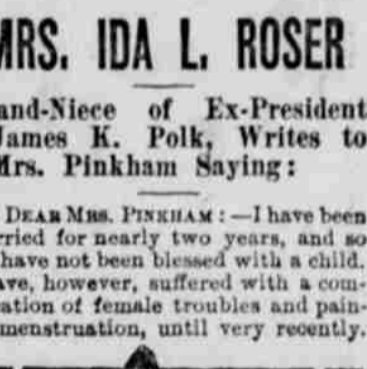 MRS. IDA L. ROSER
and-Niece of Ex-President
James K. Polk, Writes to
Mrs. Pinkham Saying:
DEAR MRS. PINKHAM:—I have been
rried for nearly two years, and so
have not been blessed with a child.
ave, however, suffered with a com-
ation of female troubles and pain-
menstruation, until very recently.